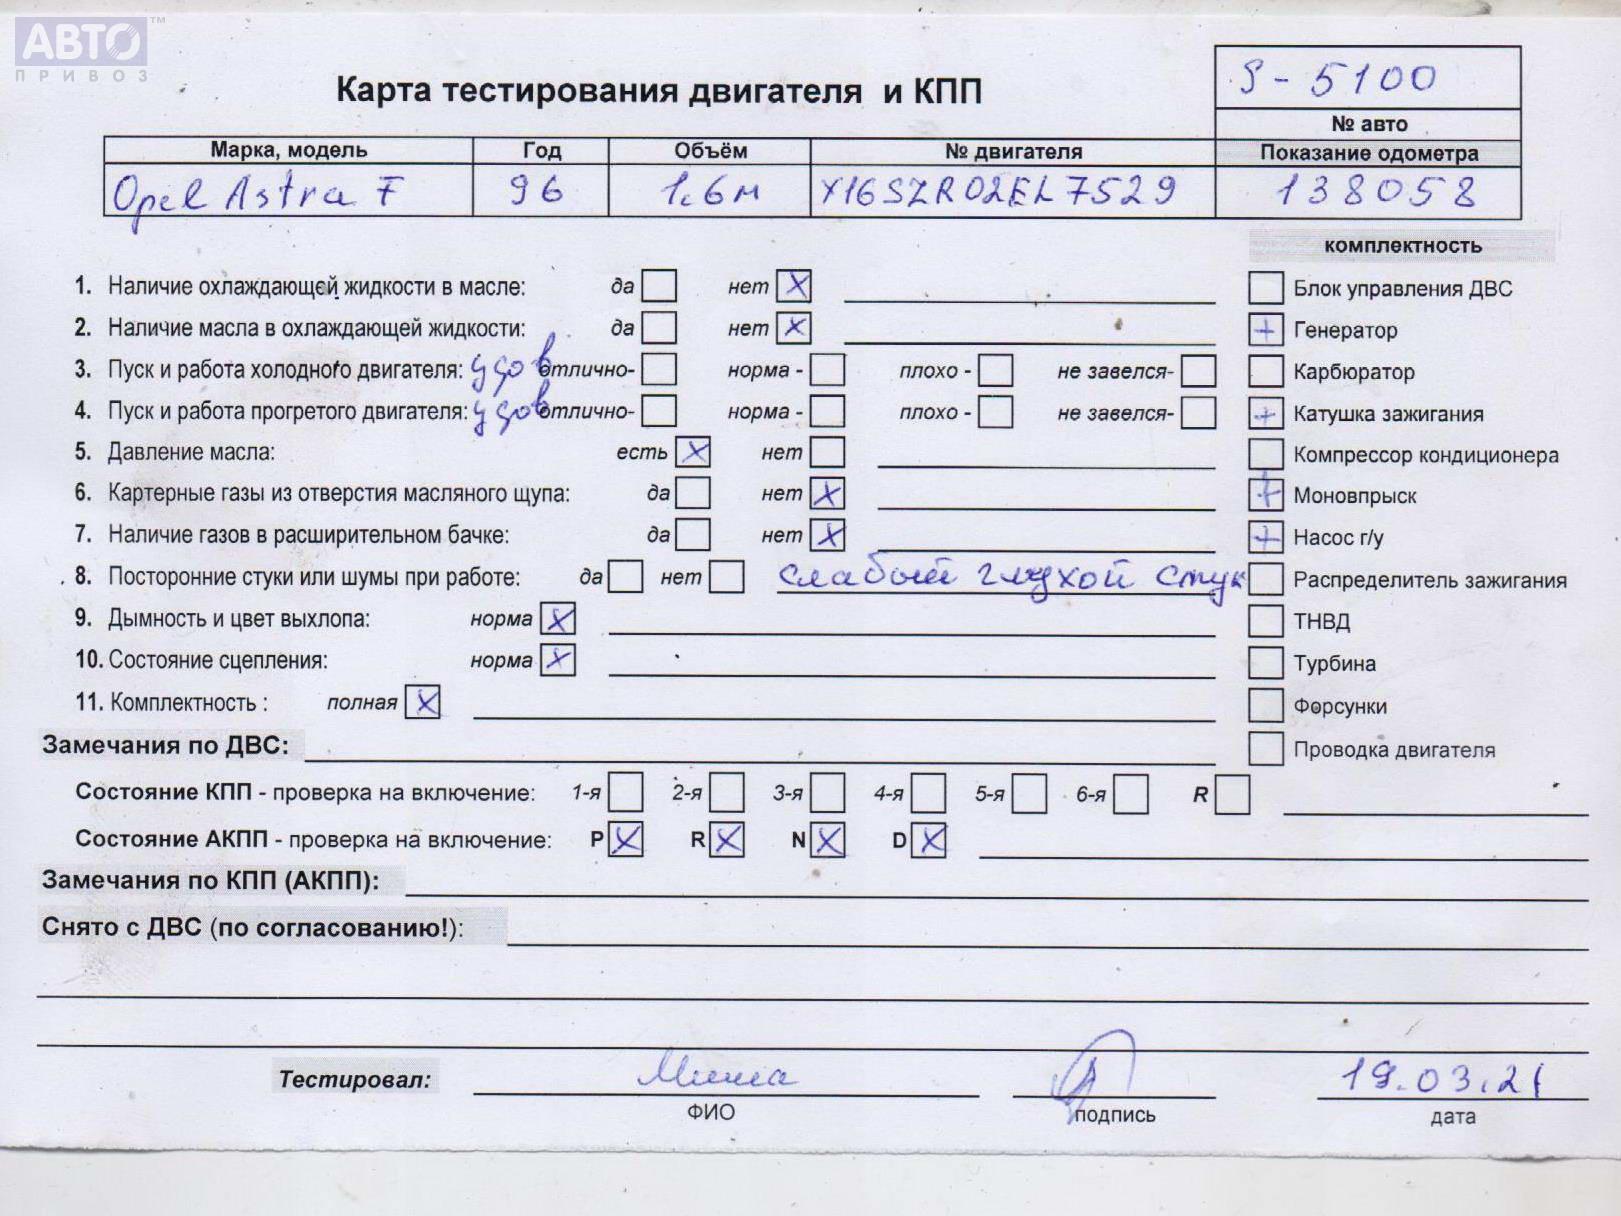 АВТО™
ПРИВОЗ
S - 5100
Карта тестирования двигателя и КПП
№ авто
Марка, модель Год Объём № двигателя Показание одометра
Opel Astra F 96 1.6м X16SZR02EL7529 138058
комплектность
1. Наличие охлаждающей жидкости в масле: да нет X
Блок управления ДВС
2. Наличие масла в охлаждающей жидкости: да нет X
+ Генератор
3. Пуск и работа холодного двигателя: удов отлично- норма - плохо - не завелся-
Карбюратор
4. Пуск и работа прогретого двигателя: удов отлично- норма - плохо - не завелся-
+ Катушка зажигания
5. Давление масла: есть X нет
Компрессор кондиционера
6. Картерные газы из отверстия масляного щупа: да нет X
+ Моновпрыск
7. Наличие газов в расширительном бачке: да нет X
+ Насос г/у
8. Посторонние стуки или шумы при работе: да нет слабый глухой стук
Распределитель зажигания
9. Дымность и цвет выхлопа: норма X
ТНВД
10. Состояние сцепления: норма X
Турбина
11. Комплектность : полная X
Форсунки
Замечания по ДВС:
Проводка двигателя
Состояние КПП - проверка на включение: 1-я 2-я 3-я 4-я 5-я 6-я R
Состояние АКПП - проверка на включение: P X R X N X D X
Замечания по КПП (АКПП):
Снято с ДВС (по согласованию!):
Тестировал: Миша 19.03.21
ФИО подпись дата